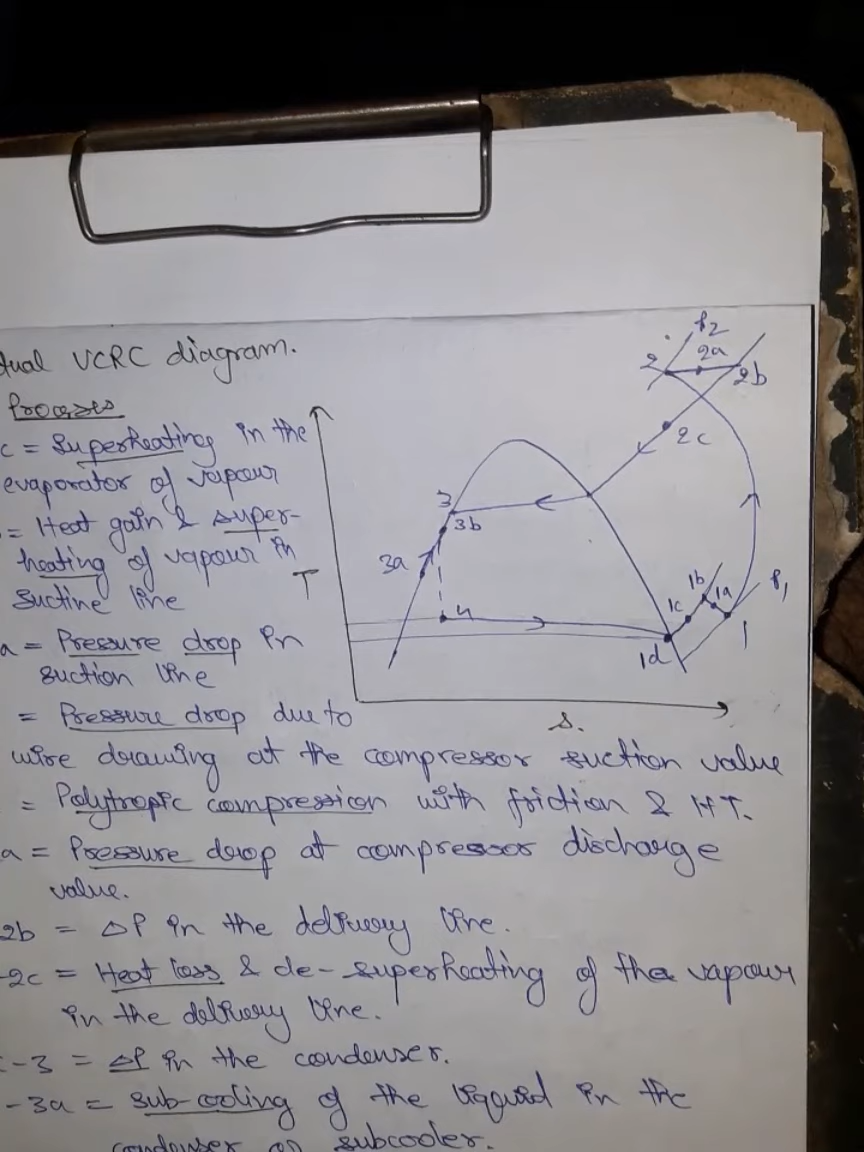 tual VCRC diagram.
Processes
c = Superheating in the
evaporator of vapour
= Heat gain & super-
heating of vapour in
suctine line
a = Pressure drop in
suction line
= Pressure drop due to
wire drawing at the compressor suction value
= Polytropic compression with friction & HT.
a = Pressure drop at compressor discharge
value.
2b = ΔP in the delivery line.
-2c = Heat loss & de-superheating of the vapour
in the delivery line.
-3 = ΔP in the condenser.
-3a = sub-cooling of the liquid in the
condenser or subcooler.
P2
2
2a
2b
2c
3
3b
3a
T
4
1b
1a
P1
1c
1
1d
s.